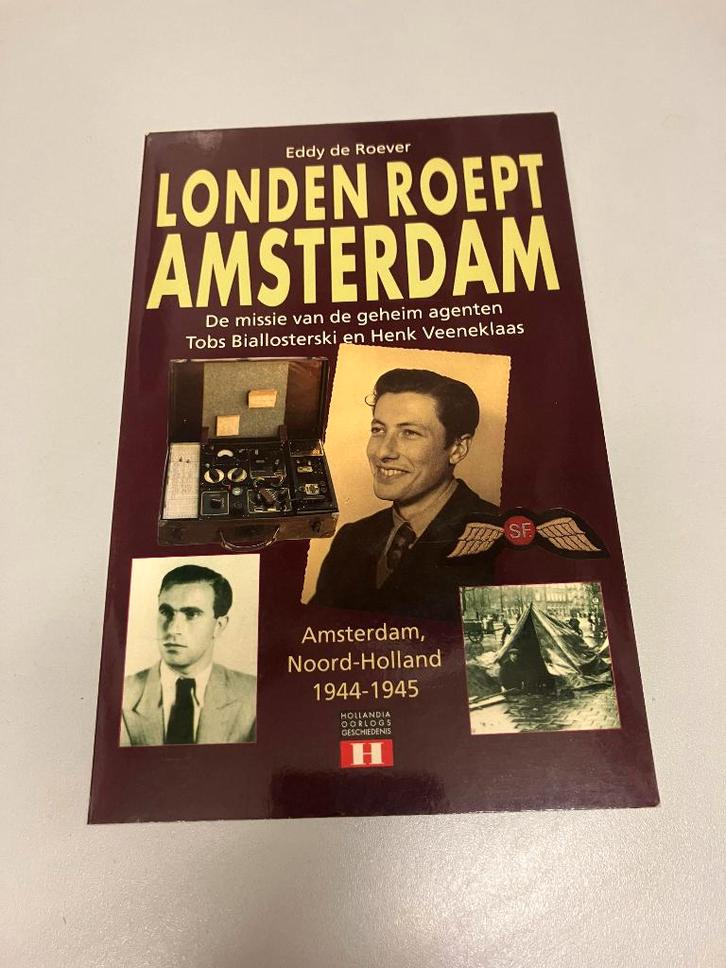 Eddy de Roever
LONDEN ROEPT
AMSTERDAM
De missie van de geheim agenten
Tobs Biallosterski en Henk Veeneklaas
SF.
Amsterdam,
Noord-Holland
1944-1945
HOLLANDIA
OORLOGS
GESCHIEDENIS
H